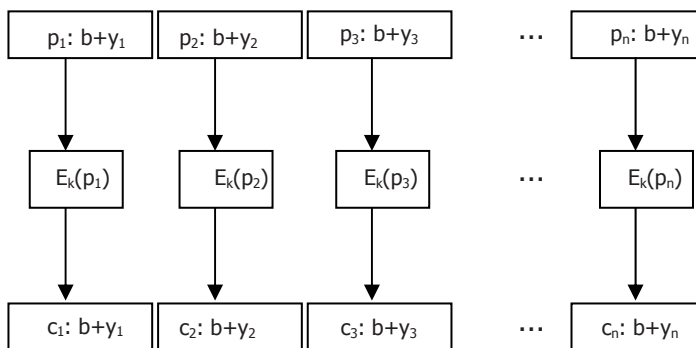 p₁: b+y₁ p₂: b+y₂ p₃: b+y₃ ... pₙ: b+yₙ
Eₖ(p₁) Eₖ(p₂) Eₖ(p₃) ... Eₖ(pₙ)
c₁: b+y₁ c₂: b+y₂ c₃: b+y₃ ... cₙ: b+yₙ